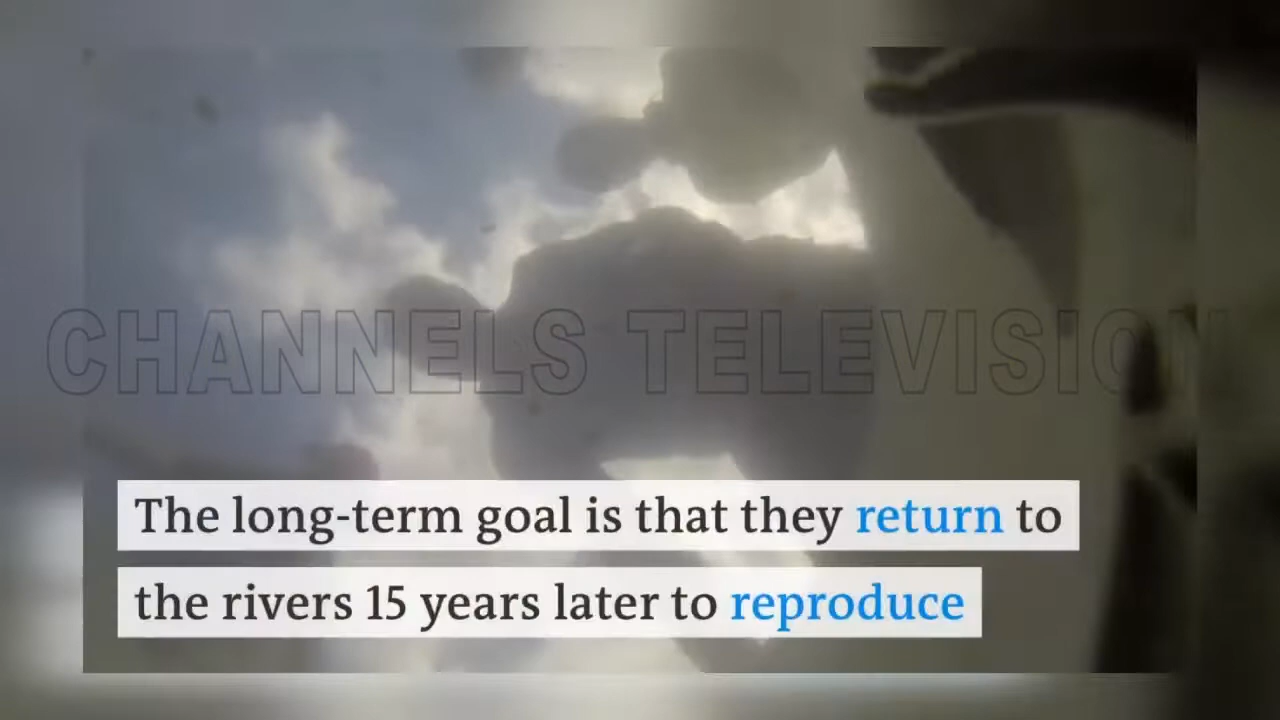 CHANNELS TELEVISION
The long-term goal is that they return to
the rivers 15 years later to reproduce